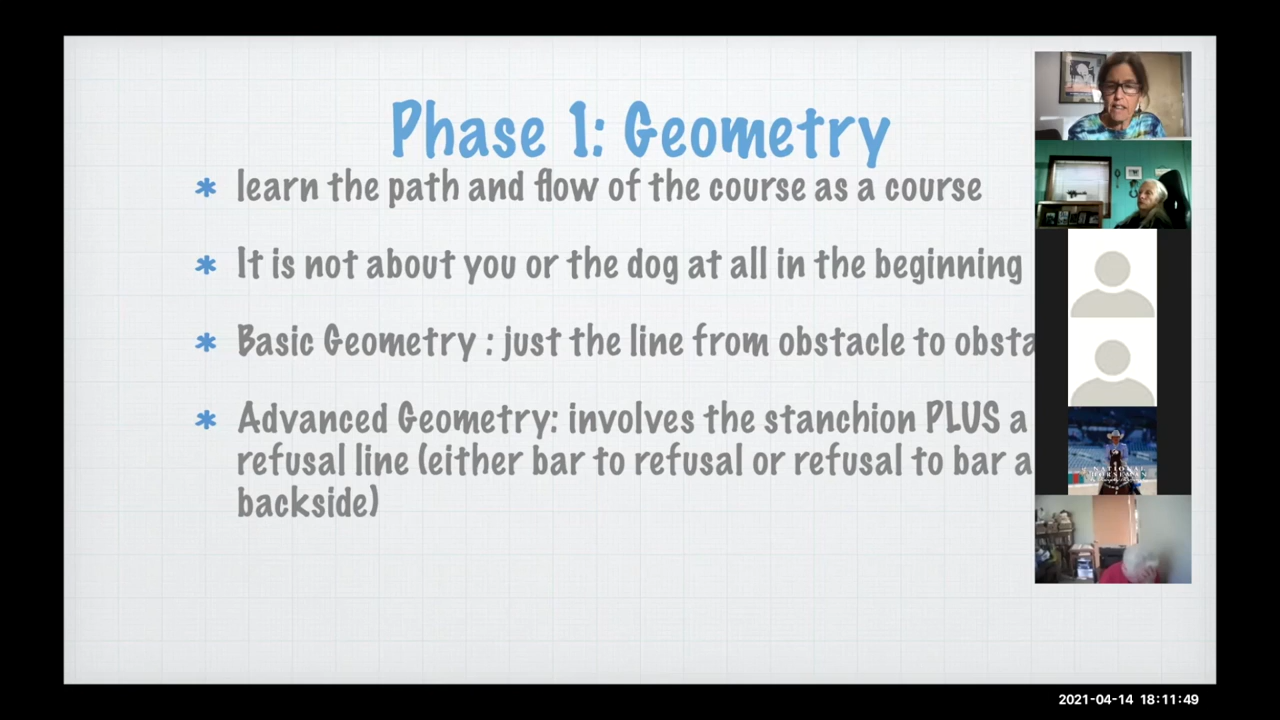 Phase 1: Geometry
* learn the path and flow of the course as a course
* It is not about you or the dog at all in the beginning
* Basic Geometry : just the line from obstacle to obsta
* Advanced Geometry: involves the stanchion PLUS a
refusal line (either bar to refusal or refusal to bar a
backside)
NATIONAL
HORSEMAN
2021-04-14 18:11:49